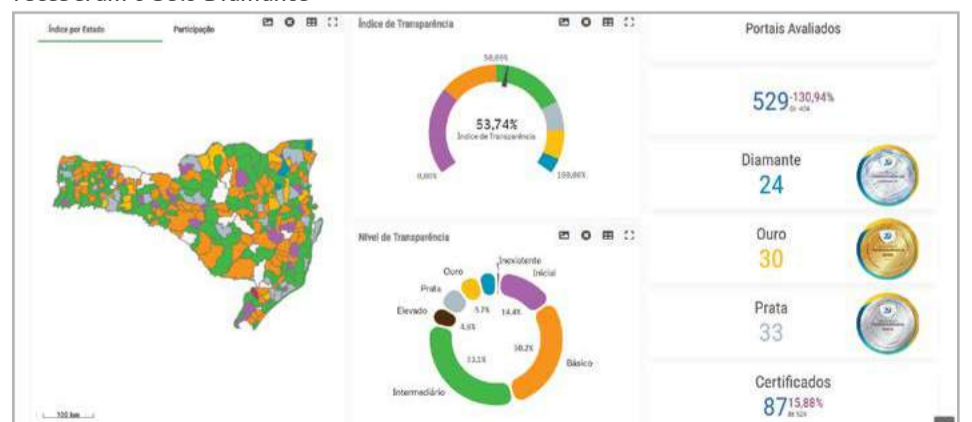 Índice por Estado
Participação
100 km
Índice de Transparência
50,00%
53,74%
Índice de Transparência
0,00%
100,00%
Nível de Transparência
Inexistente
Ouro
Inicial
Prata
Elevado
5.7%
14.4%
4.6%
Básico
Intermediário
Portais Avaliados
529 -130,94%
Diamante
24
Ouro
30
Prata
33
Certificados
87 15,88%